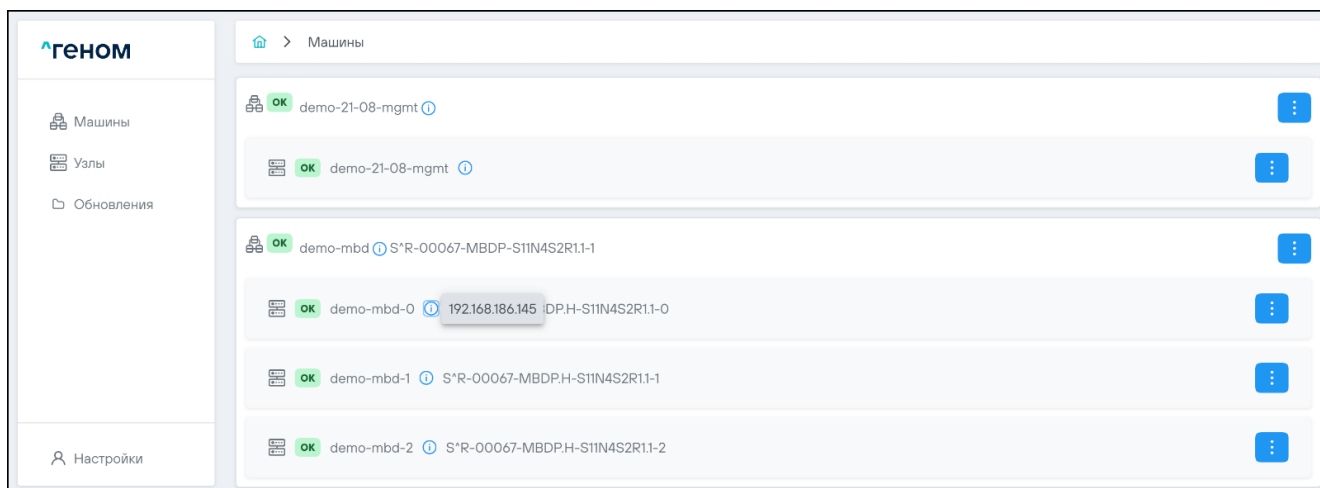 ^геном
Машины
Узлы
Обновления
Настройки
Машины
OK demo-21-08-mgmt
OK demo-21-08-mgmt
OK demo-mbd S^R-00067-MBDP-S11N4S2R1.1-1
OK demo-mbd-0 192.168.186.145 DP.H-S11N4S2R1.1-0
OK demo-mbd-1 S^R-00067-MBDP.H-S11N4S2R1.1-1
OK demo-mbd-2 S^R-00067-MBDP.H-S11N4S2R1.1-2